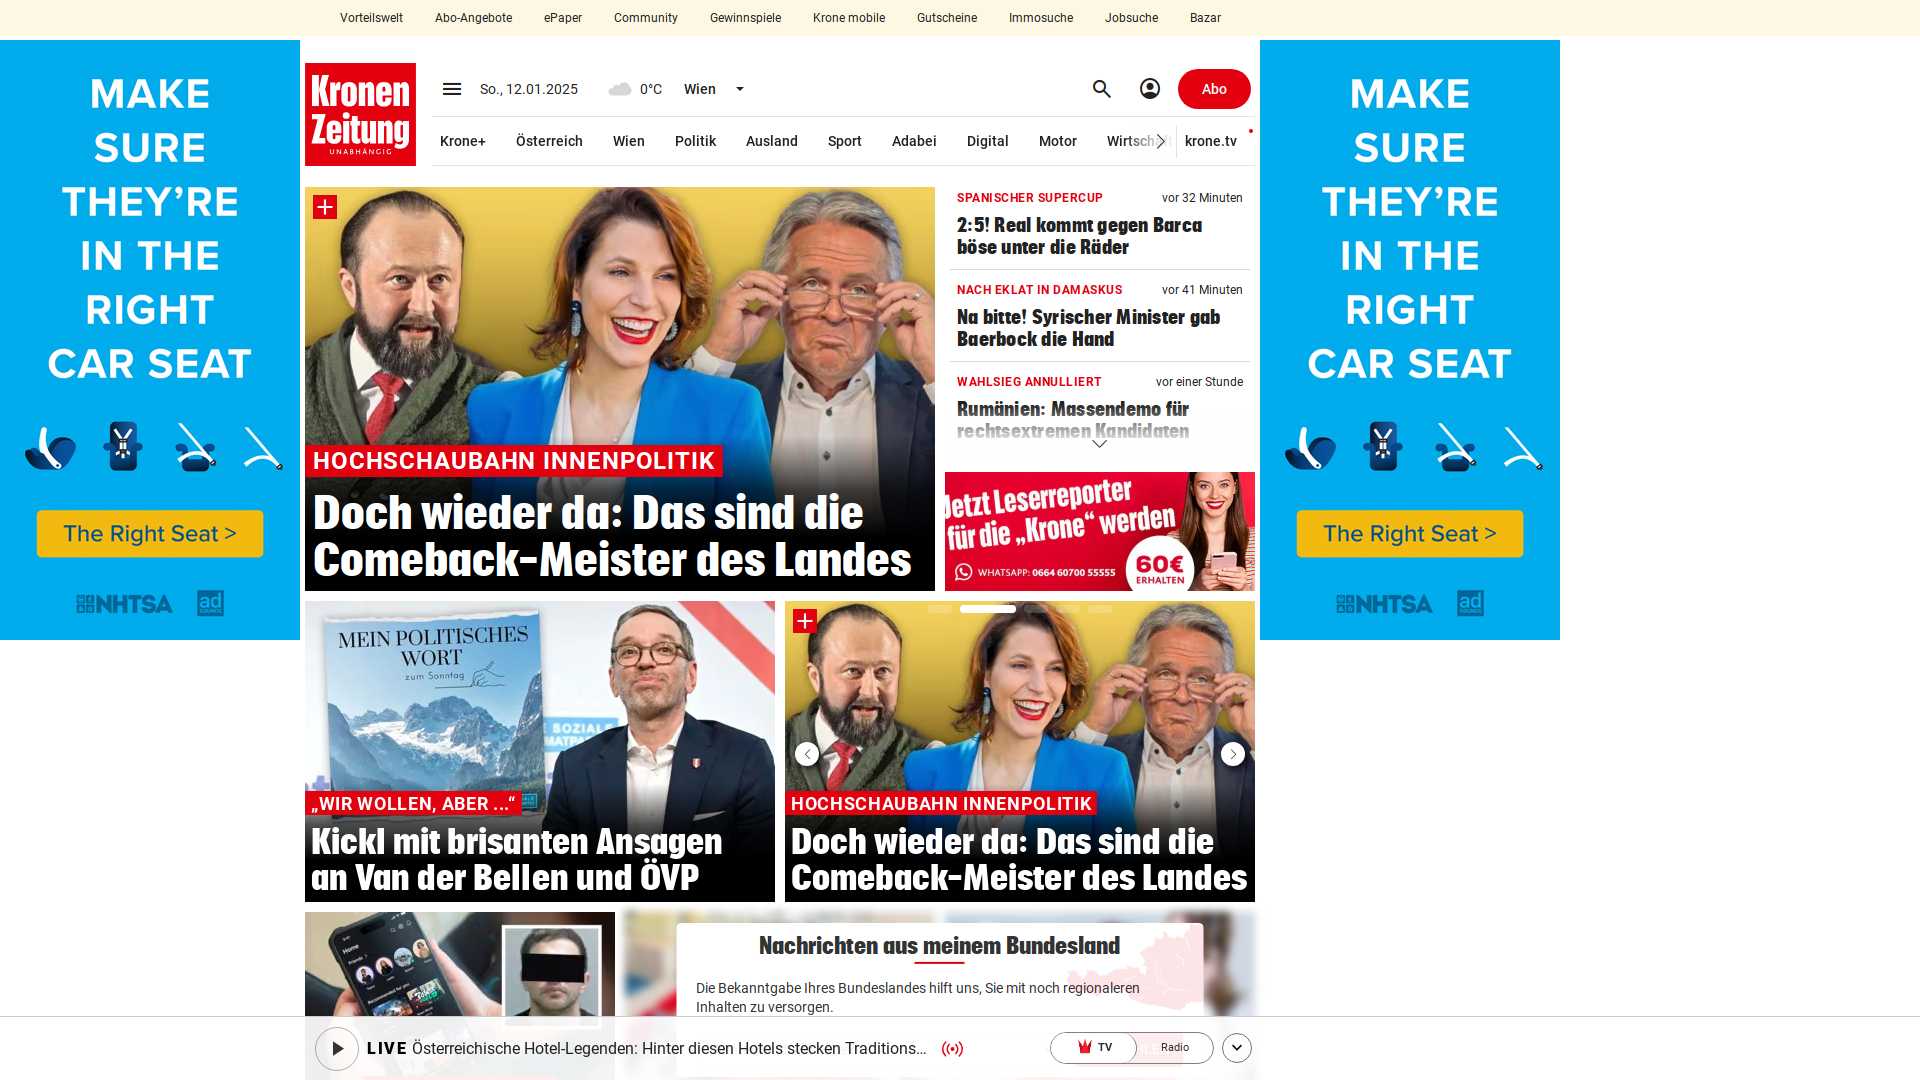 Vorteilswelt Abo-Angebote ePaper Community Gewinnspiele Krone mobile Gutscheine Immosuche Jobsuche Bazar
MAKE
SURE
THEY’RE
IN THE
RIGHT
CAR SEAT
The Right Seat >
NHTSA
ad
COUNCIL
Kronen
Zeitung
UNABHÄNGIG
So., 12.01.2025
0°C
Wien
Abo
Krone+ Österreich Wien Politik Ausland Sport Adabei Digital Motor Wirtschaft krone.tv
HOCHSCHAUBAHN INNENPOLITIK
Doch wieder da: Das sind die
Comeback-Meister des Landes
SPANISCHER SUPERCUP vor 32 Minuten
2:5! Real kommt gegen Barca
böse unter die Räder
NACH EKLAT IN DAMASKUS vor 41 Minuten
Na bitte! Syrischer Minister gab
Baerbock die Hand
WAHLSIEG ANNULLIERT vor einer Stunde
Rumänien: Massendemo für
rechtsextremen Kandidaten
Jetzt Leserreporter
für die „Krone“ werden
WHATSAPP: 0664 60700 55555
60€
ERHALTEN
MEIN POLITISCHES
WORT
zum Sonntag
E SOZIALE
„WIR WOLLEN, ABER ...“
Kickl mit brisanten Ansagen
an Van der Bellen und ÖVP
HOCHSCHAUBAHN INNENPOLITIK
Doch wieder da: Das sind die
Comeback-Meister des Landes
Home
Nachrichten aus meinem Bundesland
Die Bekanntgabe Ihres Bundeslandes hilft uns, Sie mit noch regionaleren
Inhalten zu versorgen.
LIVE Österreichische Hotel-Legenden: Hinter diesen Hotels stecken Traditions...
TV
Radio
MAKE
SURE
THEY’RE
IN THE
RIGHT
CAR SEAT
The Right Seat >
NHTSA
ad
COUNCIL